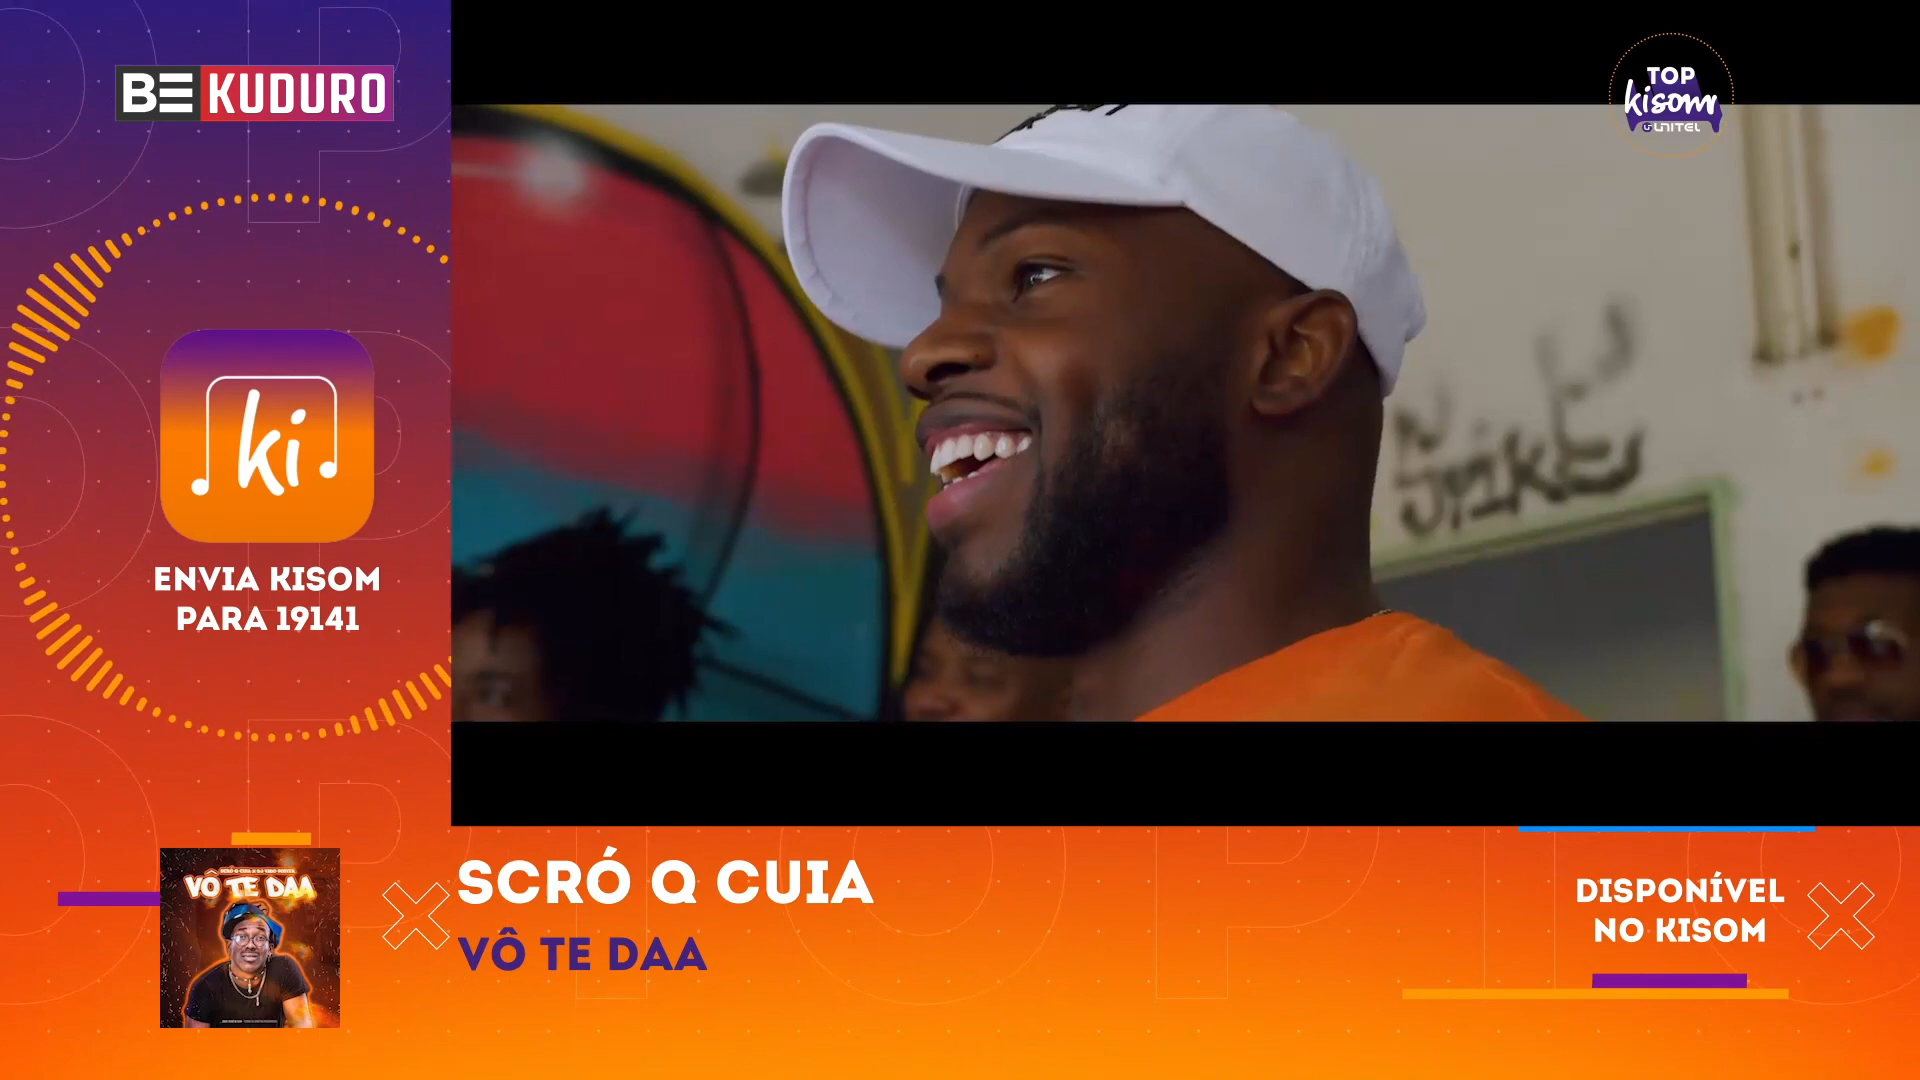 BE KUDURO
TOP
kisom
UNITEL
ki
ENVIA KISOM
PARA 19141
SPIKE
VÔ TE DAA
SCRÓ Q CUIA
VÔ TE DAA
DISPONÍVEL
NO KISOM